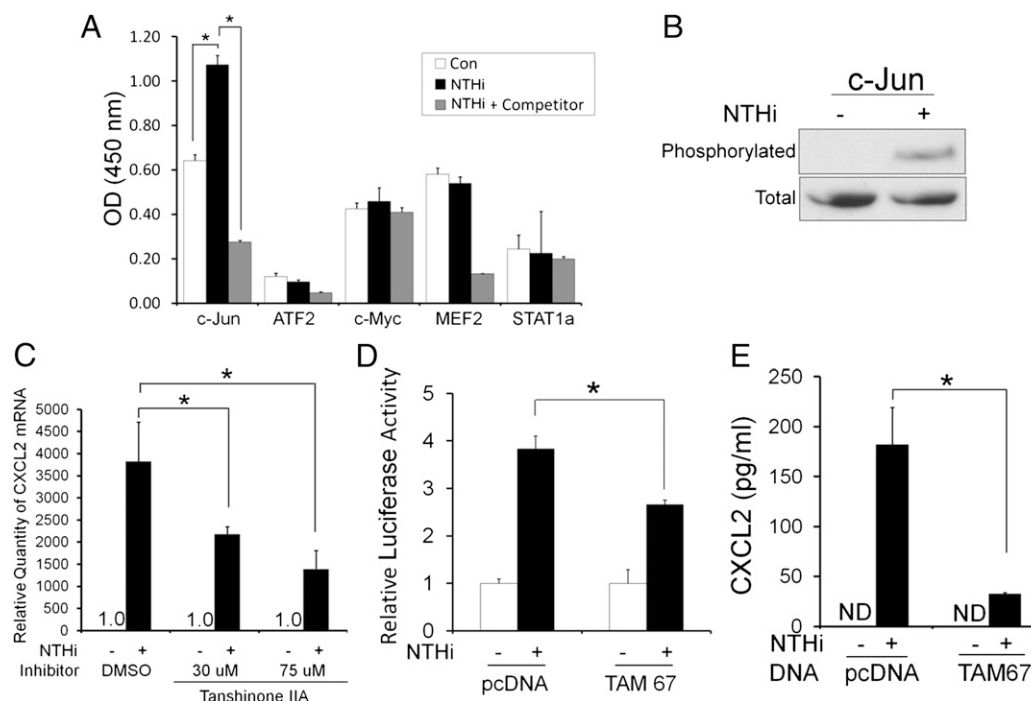 A
OD (450 nm)
1.20
1.00
0.80
0.60
0.40
0.20
0.00
* *
Con
NTHi
NTHi + Competitor
c-Jun ATF2 c-Myc MEF2 STAT1a
B
c-Jun
NTHi - +
Phosphorylated
Total
C
Relative Quantity of CXCL2 mRNA
5000
4500
4000
3500
3000
2500
2000
1500
1000
500
0
*
*
1.0 1.0 1.0
NTHi - + - + - +
Inhibitor DMSO 30 uM 75 uM
Tanshinone IIA
D
Relative Luciferase Activity
5
4
3
2
1
0
*
NTHi - + - +
pcDNA TAM 67
E
CXCL2 (pg/ml)
250
200
150
100
50
0
*
ND ND
NTHi - + - +
DNA pcDNA TAM67